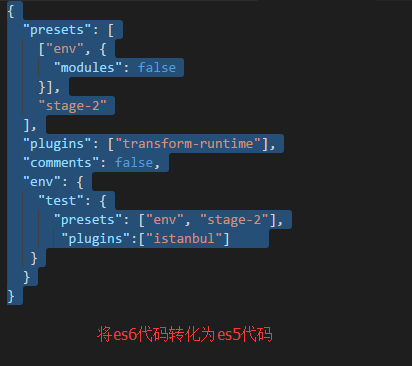 {
  "presets": [
    ["env", {
      "modules": false
    }],
    "stage-2"
  ],
  "plugins": ["transform-runtime"],
  "comments": false,
  "env": {
    "test": {
      "presets": ["env", "stage-2"],
       "plugins":["istanbul"]
   }
  }
}
将es6代码转化为es5代码